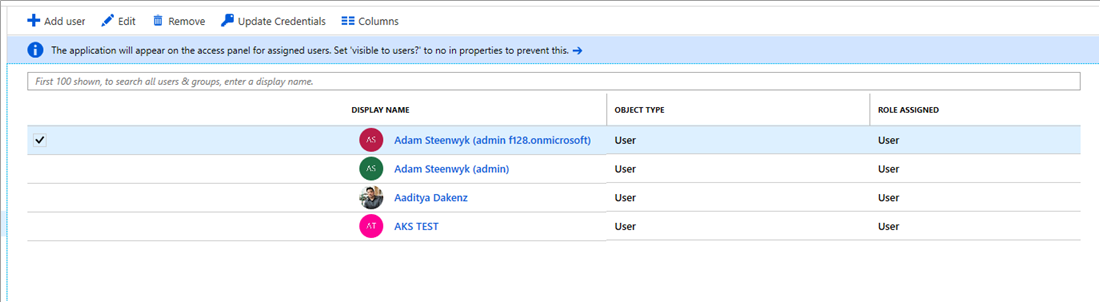 Add user Edit Remove Update Credentials Columns
The application will appear on the access panel for assigned users. Set 'visible to users?' to no in properties to prevent this. →
First 100 shown, to search all users & groups, enter a display name.
DISPLAY NAME OBJECT TYPE ROLE ASSIGNED
AS Adam Steenwyk (admin f128.onmicrosoft) User User
AS Adam Steenwyk (admin) User User
Aaditya Dakenz User User
AT AKS TEST User User